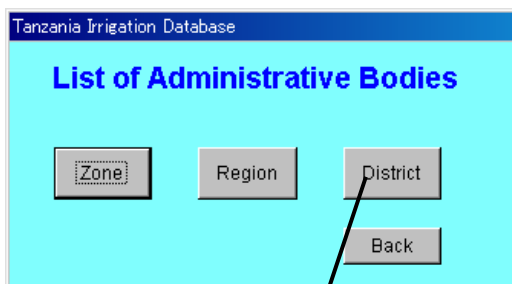 Tanzania Irrigation Database
List of Administrative Bodies
Zone Region District
Back